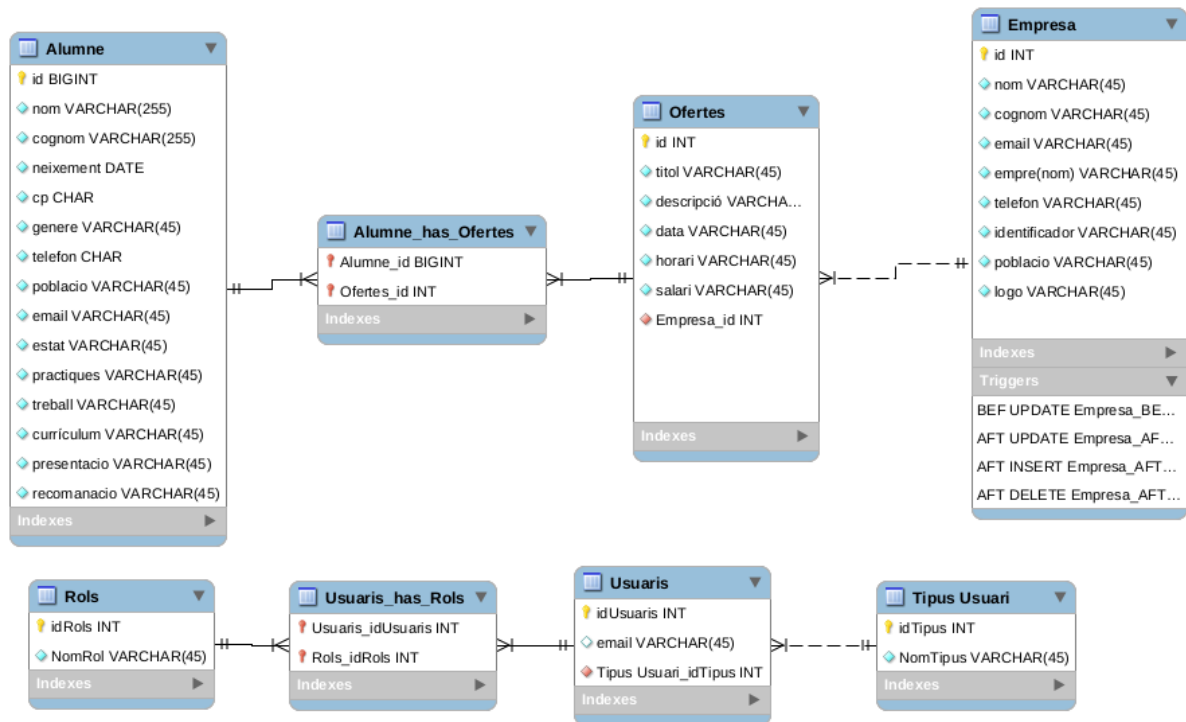 Alumne
id BIGINT
nom VARCHAR(255)
cognom VARCHAR(255)
neixement DATE
cp CHAR
genere VARCHAR(45)
telefon CHAR
poblacio VARCHAR(45)
email VARCHAR(45)
estat VARCHAR(45)
practiques VARCHAR(45)
treball VARCHAR(45)
currículum VARCHAR(45)
presentacio VARCHAR(45)
recomanacio VARCHAR(45)
Indexes
Alumne_has_Ofertes
Alumne_id BIGINT
Ofertes_id INT
Indexes
Ofertes
id INT
titol VARCHAR(45)
descripció VARCHA...
data VARCHAR(45)
horari VARCHAR(45)
salari VARCHAR(45)
Empresa_id INT
Indexes
Empresa
id INT
nom VARCHAR(45)
cognom VARCHAR(45)
email VARCHAR(45)
empre(nom) VARCHAR(45)
telefon VARCHAR(45)
identificador VARCHAR(45)
poblacio VARCHAR(45)
logo VARCHAR(45)
Indexes
Triggers
BEF UPDATE Empresa_BE...
AFT UPDATE Empresa_AF...
AFT INSERT Empresa_AFT...
AFT DELETE Empresa_AFT...
Rols
idRols INT
NomRol VARCHAR(45)
Indexes
Usuaris_has_Rols
Usuaris_idUsuaris INT
Rols_idRols INT
Indexes
Usuaris
idUsuaris INT
email VARCHAR(45)
Tipus Usuari_idTipus INT
Indexes
Tipus Usuari
idTipus INT
NomTipus VARCHAR(45)
Indexes